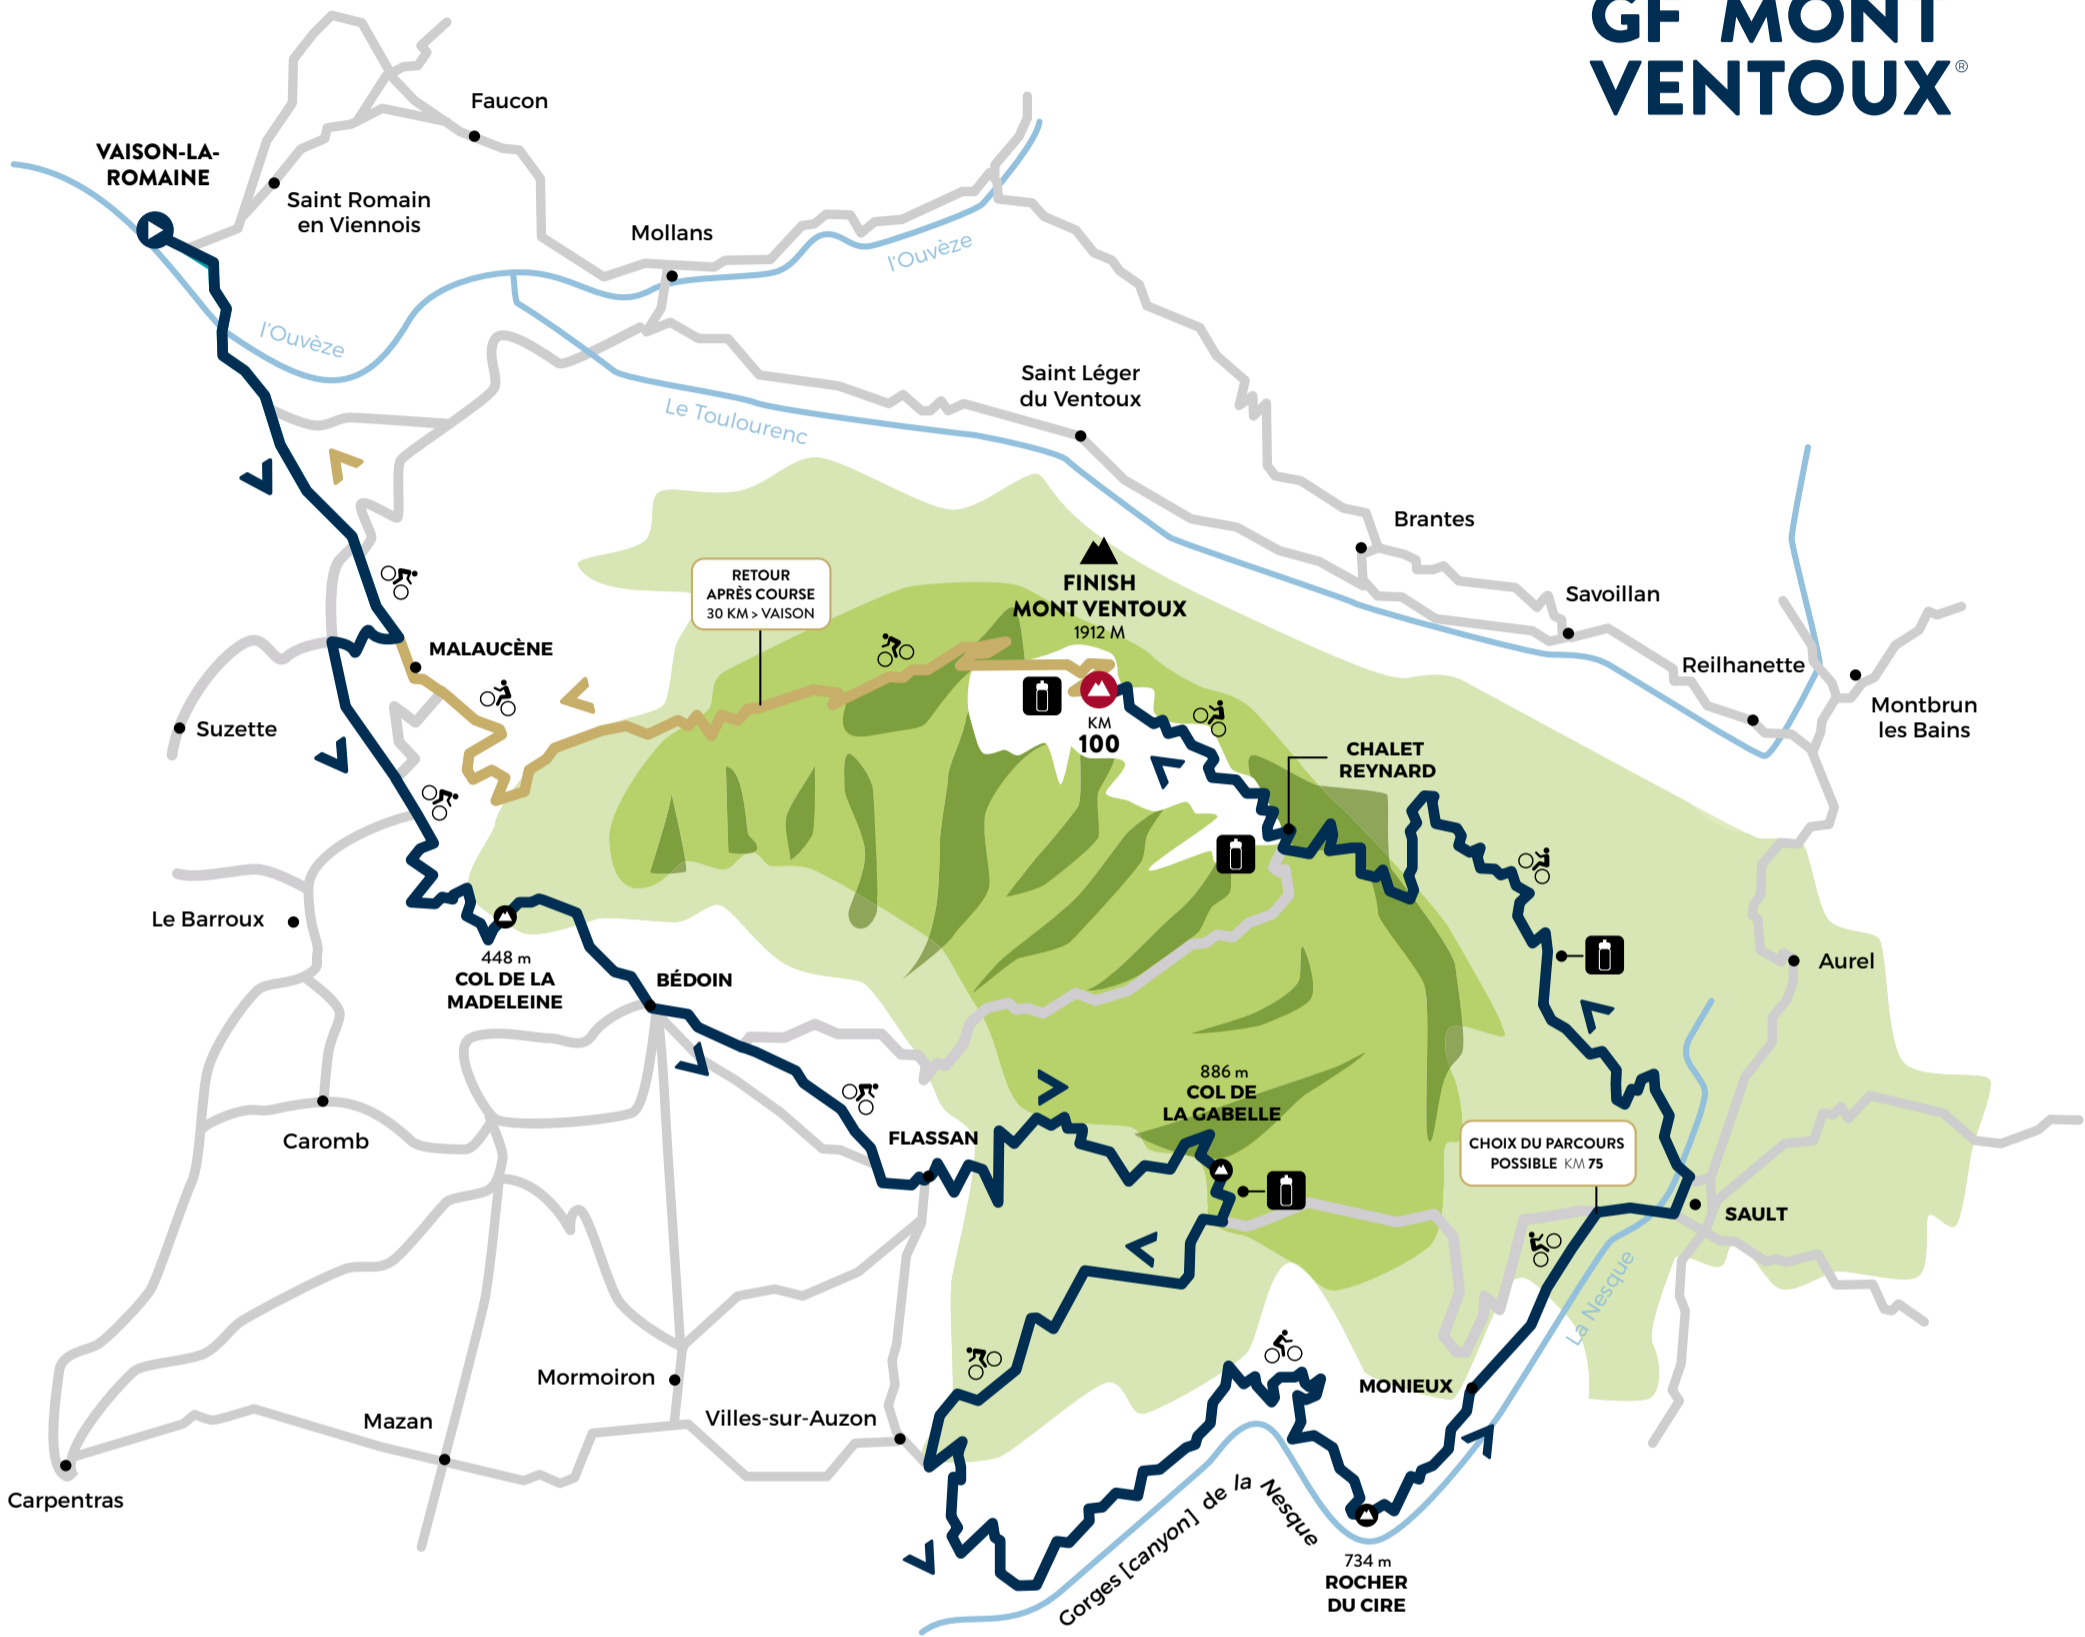 GF MONT
VENTOUX®
Faucon
VAISON-LA-
ROMAINE
Saint Romain
en Viennois
Mollans
l'Ouvèze
l'Ouvèze
Saint Léger
du Ventoux
Le Toulourenc
Brantes
Savoillan
Reilhanette
Montbrun
les Bains
FINISH
MONT VENTOUX
1912 M
RETOUR
APRÈS COURSE
30 KM > VAISON
MALAUCÈNE
Suzette
KM
100
CHALET
REYNARD
Le Barroux
448 m
COL DE LA
MADELEINE
BÉDOIN
Aurel
886 m
COL DE
LA GABELLE
FLASSAN
Caromb
CHOIX DU PARCOURS
POSSIBLE KM 75
SAULT
La Nesque
Mormoiron
MONIEUX
Mazan
Villes-sur-Auzon
Carpentras
Gorges [canyon] de la Nesque
734 m
ROCHER
DU CIRE